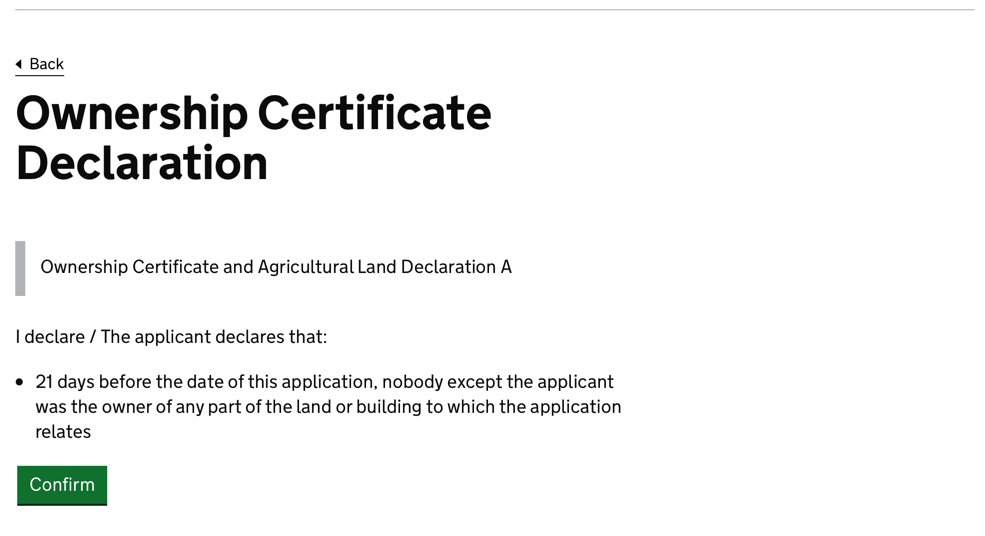 Back
Ownership Certificate
Declaration
Ownership Certificate and Agricultural Land Declaration A
I declare / The applicant declares that:
21 days before the date of this application, nobody except the applicant
was the owner of any part of the land or building to which the application
relates
Confirm